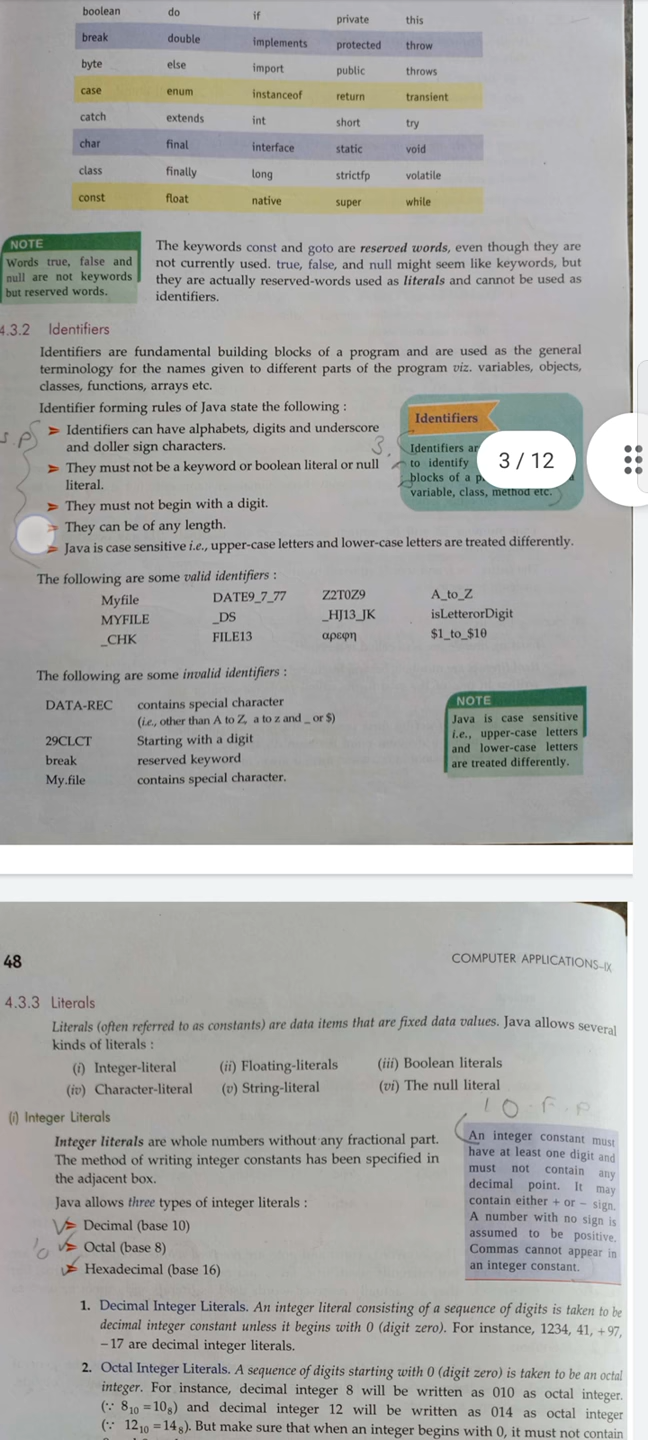 boolean do if private this
break double implements protected throw
byte else import public throws
case enum instanceof return transient
catch extends int short try
char final interface static void
class finally long strictfp volatile
const float native super while
NOTE
Words true, false and
null are not keywords
but reserved words.
The keywords const and goto are reserved words, even though they are
not currently used. true, false, and null might seem like keywords, but
they are actually reserved-words used as literals and cannot be used as
identifiers.
4.3.2 Identifiers
Identifiers are fundamental building blocks of a program and are used as the general
terminology for the names given to different parts of the program viz. variables, objects,
classes, functions, arrays etc.
Identifier forming rules of Java state the following :
➤ Identifiers can have alphabets, digits and underscore
and doller sign characters.
➤ They must not be a keyword or boolean literal or null
literal.
➤ They must not begin with a digit.
➤ They can be of any length.
➤ Java is case sensitive i.e., upper-case letters and lower-case letters are treated differently.
S.P
3.
Identifiers
Identifiers
to identify
blocks of a
variable, class, method etc.
3 / 12
The following are some valid identifiers :
Myfile DATE9_7_77 Z2T0Z9 A_to_Z
MYFILE _DS _HJ13_JK isLetterorDigit
_CHK FILE13 αρεφη $1_to_$10
The following are some invalid identifiers :
DATA-REC contains special character
(i.e., other than A to Z, a to z and _ or $)
29CLCT Starting with a digit
break reserved keyword
My.file contains special character.
NOTE
Java is case sensitive
i.e., upper-case letters
and lower-case letters
are treated differently.
48 COMPUTER APPLICATIONS-IX
4.3.3 Literals
Literals (often referred to as constants) are data items that are fixed data values. Java allows several
kinds of literals :
(i) Integer-literal (ii) Floating-literals (iii) Boolean literals
(iv) Character-literal (v) String-literal (vi) The null literal
(i) Integer Literals
Integer literals are whole numbers without any fractional part.
The method of writing integer constants has been specified in
the adjacent box.
Java allows three types of integer literals :
➤ Decimal (base 10)
➤ Octal (base 8)
➤ Hexadecimal (base 16)
An integer constant must
have at least one digit and
must not contain any
decimal point. It may
contain either + or – sign.
A number with no sign is
assumed to be positive.
Commas cannot appear in
an integer constant.
1. Decimal Integer Literals. An integer literal consisting of a sequence of digits is taken to be
decimal integer constant unless it begins with 0 (digit zero). For instance, 1234, 41, +97,
–17 are decimal integer literals.
2. Octal Integer Literals. A sequence of digits starting with 0 (digit zero) is taken to be an octal
integer. For instance, decimal integer 8 will be written as 010 as octal integer.
(∵ 8₁₀ = 10₈) and decimal integer 12 will be written as 014 as octal integer
(∵ 12₁₀ = 14₈). But make sure that when an integer begins with 0, it must not contain